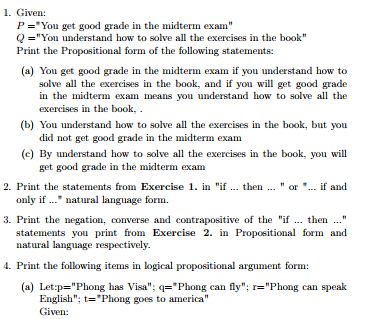 1. Given:
P ="You get good grade in the midterm exam"
Q ="You understand how to solve all the exercises in the book"
Print the Propositional form of the following statements:
(a) You get good grade in the midterm exam if you understand how to
solve all the exercises in the book, and if you will get good grade
in the midterm exam means you understand how to solve all the
exercises in the book, .
(b) You understand how to solve all the exercises in the book, but you
did not get good grade in the midterm exam
(c) By understand how to solve all the exercises in the book, you will
get good grade in the midterm exam
2. Print the statements from Exercise 1. in "if ... then ... " or "... if and
only if ..." natural language form.
3. Print the negation, converse and contrapositive of the "if ... then ..."
statements you print from Exercise 2. in Propositional form and
natural language respectively.
4. Print the following items in logical propositional argument form:
(a) Let:p="Phong has Visa"; q="Phong can fly"; r="Phong can speak
English"; t="Phong goes to america"
Given: